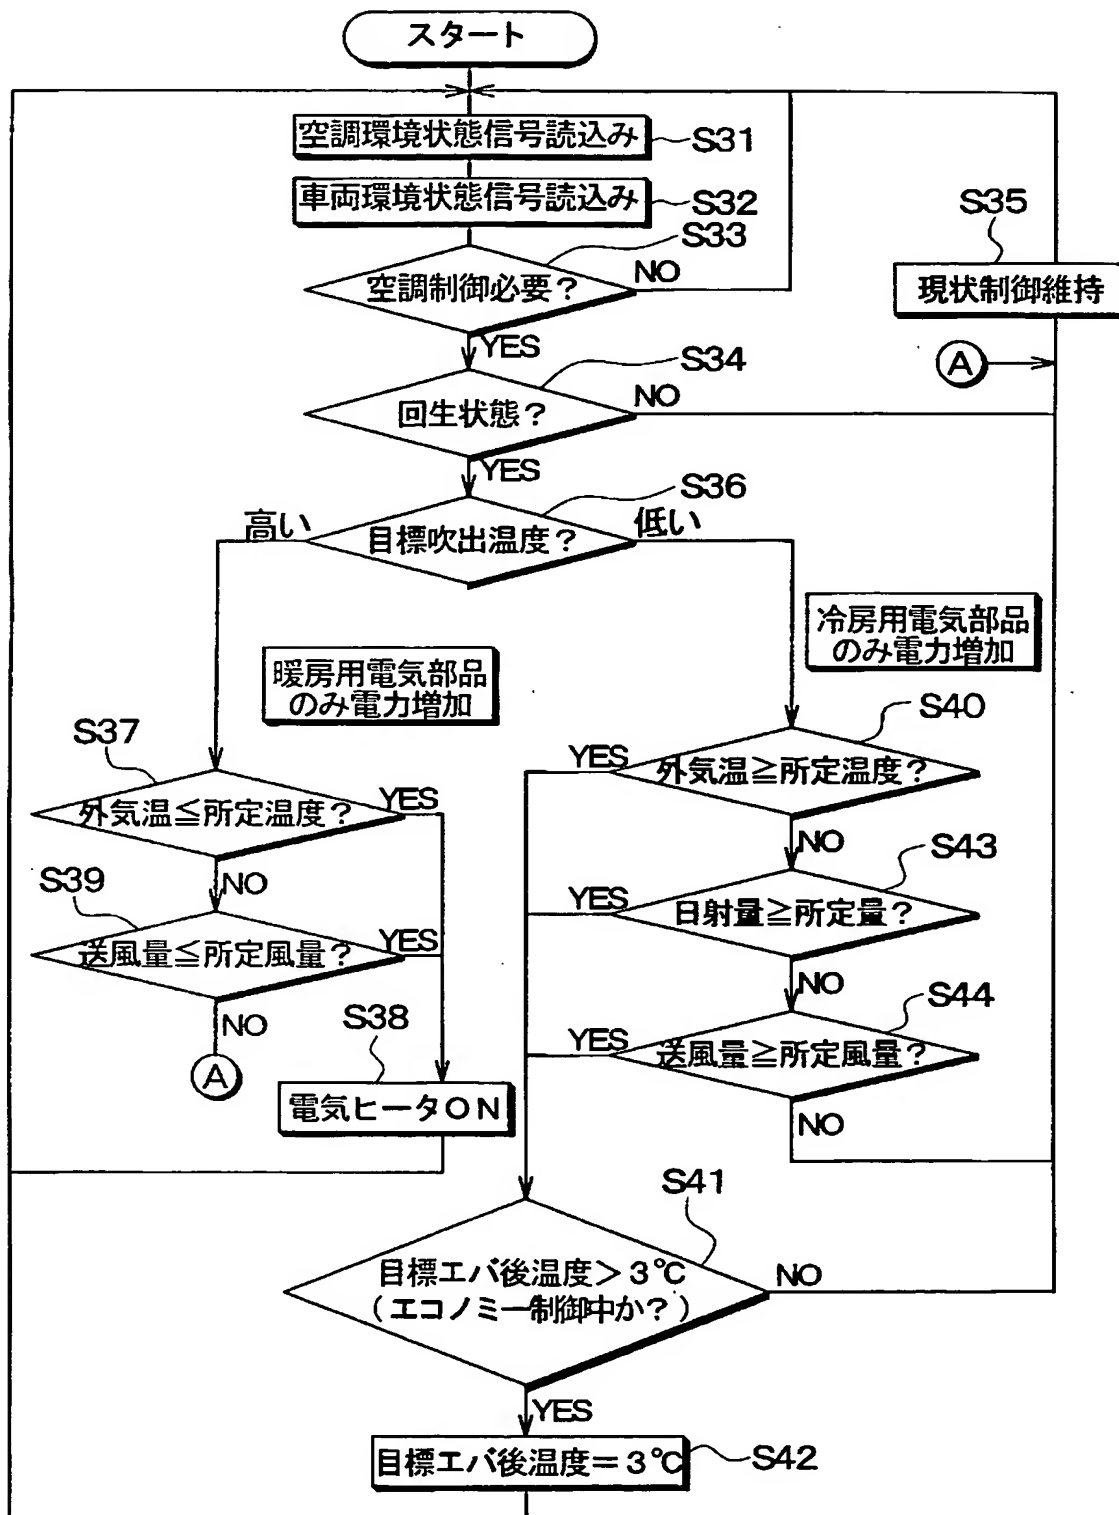 スタート
空調環境状態信号読込み
S31
車両環境状態信号読込み
S32
S33
空調制御必要？
NO
YES
S35
現状制御維持
A
S34
回生状態？
NO
YES
S36
高い
目標吹出温度？
低い
暖房用電気部品
のみ電力増加
冷房用電気部品
のみ電力増加
S37
外気温≦所定温度？
YES
NO
S39
送風量≦所定風量？
YES
NO
A
S38
電気ヒータON
S40
YES
外気温≧所定温度？
NO
S43
YES
日射量≧所定量？
NO
S44
YES
送風量≧所定風量？
NO
S41
目標エバ後温度＞3℃
（エコノミー制御中か？）
NO
YES
目標エバ後温度＝3℃
S42